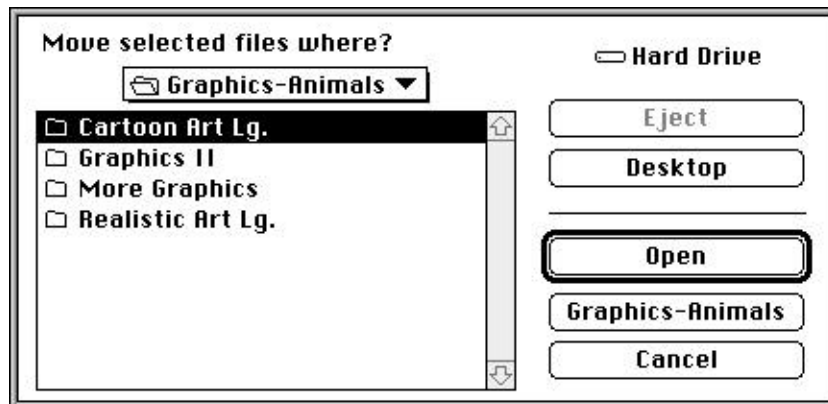 Move selected files where?
Graphics-Animals
Cartoon Art Lg.
Graphics II
More Graphics
Realistic Art Lg.
Hard Drive
Eject
Desktop
Open
Graphics-Animals
Cancel